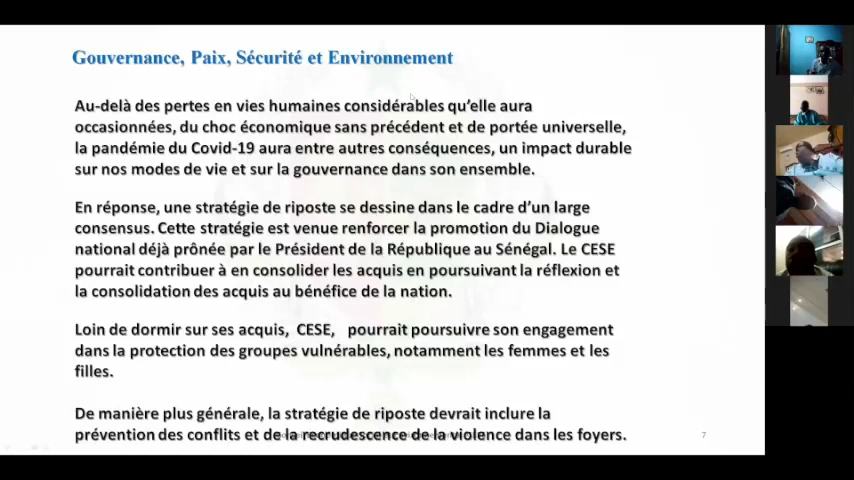 Gouvernance, Paix, Sécurité et Environnement
Au-delà des pertes en vies humaines considérables qu'elle aura
occasionnées, du choc économique sans précédent et de portée universelle,
la pandémie du Covid-19 aura entre autres conséquences, un impact durable
sur nos modes de vie et sur la gouvernance dans son ensemble.
En réponse, une stratégie de riposte se dessine dans le cadre d'un large
consensus. Cette stratégie est venue renforcer la promotion du Dialogue
national déjà prônée par le Président de la République au Sénégal. Le CESE
pourrait contribuer à en consolider les acquis en poursuivant la réflexion et
la consolidation des acquis au bénéfice de la nation.
Loin de dormir sur ses acquis, CESE, pourrait poursuivre son engagement
dans la protection des groupes vulnérables, notamment les femmes et les
filles.
De manière plus générale, la stratégie de riposte devrait inclure la
prévention des conflits et de la recrudescence de la violence dans les foyers.
7